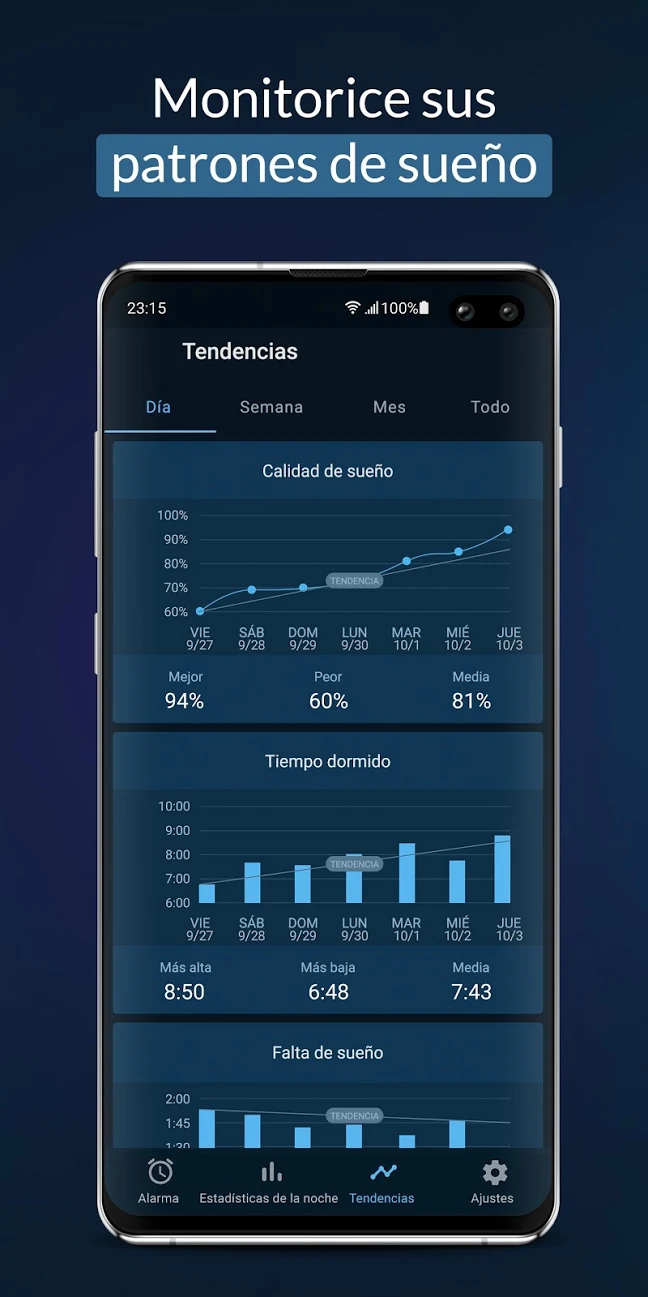 Monitorice sus
patrones de sueño
23:15
100%
Tendencias
Día Semana Mes Todo
Calidad de sueño
100%
90%
80%
70%
60%
TENDENCIA
VIE SÁB DOM LUN MAR MIÉ JUE
9/27 9/28 9/29 9/30 10/1 10/2 10/3
Mejor Peor Media
94% 60% 81%
Tiempo dormido
10:00
9:00
8:00
7:00
6:00
TENDENCIA
VIE SÁB DOM LUN MAR MIÉ JUE
9/27 9/28 9/29 9/30 10/1 10/2 10/3
Más alta Más baja Media
8:50 6:48 7:43
Falta de sueño
2:00
1:45
1:30
TENDENCIA
Alarma Estadísticas de la noche Tendencias Ajustes